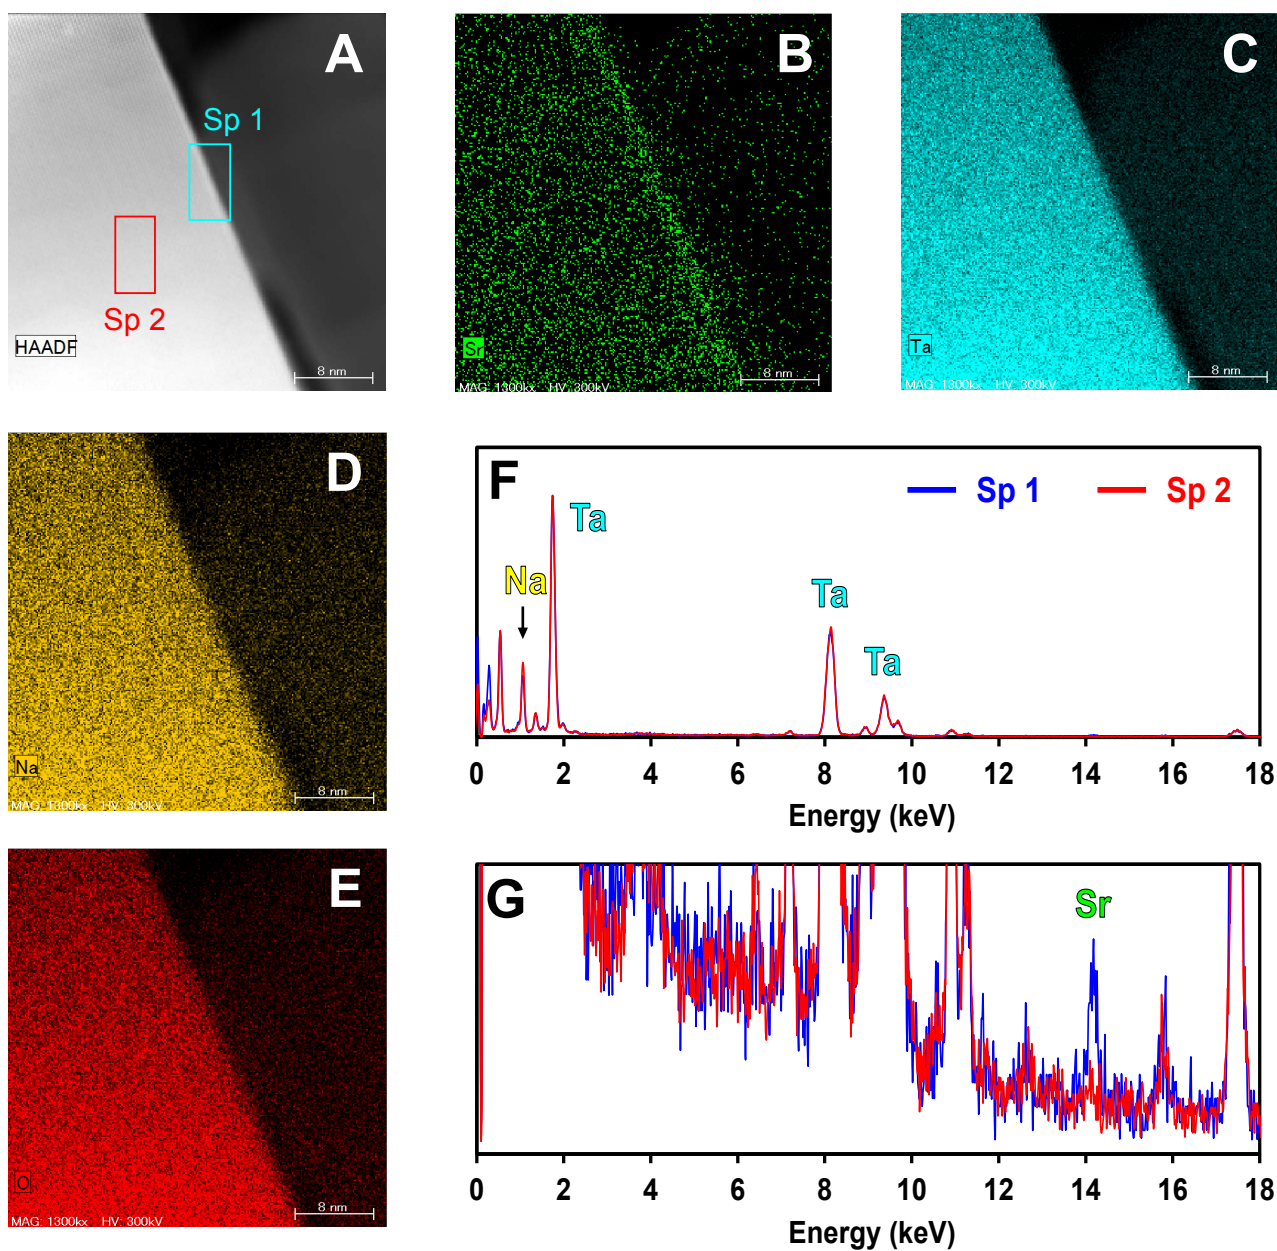 A
Sp 1
Sp 2
HAADF
8 nm
B
Sr
8 nm
MAG: 1300kx HV: 300kV
C
Ta
8 nm
MAG: 1300kx HV: 300kV
D
Na
8 nm
MAG: 1300kx HV: 300kV
E
O
8 nm
MAG: 1300kx HV: 300kV
F
Sp 1 Sp 2
Ta
Na
Ta
Ta
0 2 4 6 8 10 12 14 16 18
Energy (keV)
G
Sr
0 2 4 6 8 10 12 14 16 18
Energy (keV)